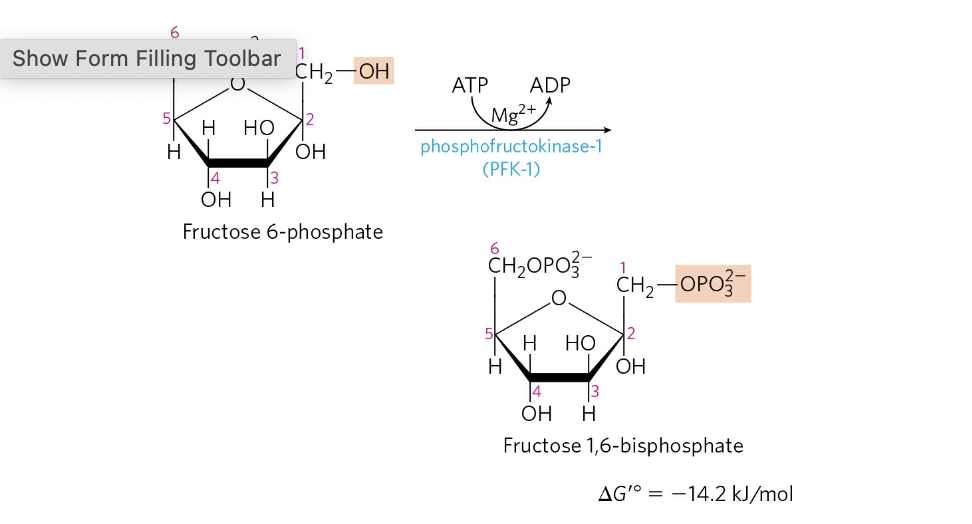 6
Show Form Filling Toolbar
1
CH₂—OH
O
5
H HO
2
H
OH
4 3
OH H
Fructose 6-phosphate
ATP ADP
Mg²⁺
phosphofructokinase-1
(PFK-1)
6
CH₂OPO₃²⁻
1
CH₂—OPO₃²⁻
O
5
H HO
2
H
OH
4 3
OH H
Fructose 1,6-bisphosphate
ΔG′° = −14.2 kJ/mol